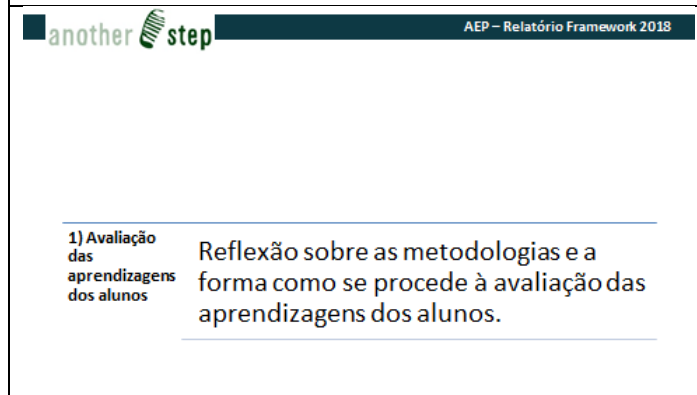 another step
AEP – Relatório Framework 2018
1) Avaliação
das
aprendizagens
dos alunos
Reflexão sobre as metodologias e a
forma como se procede à avaliação das
aprendizagens dos alunos.